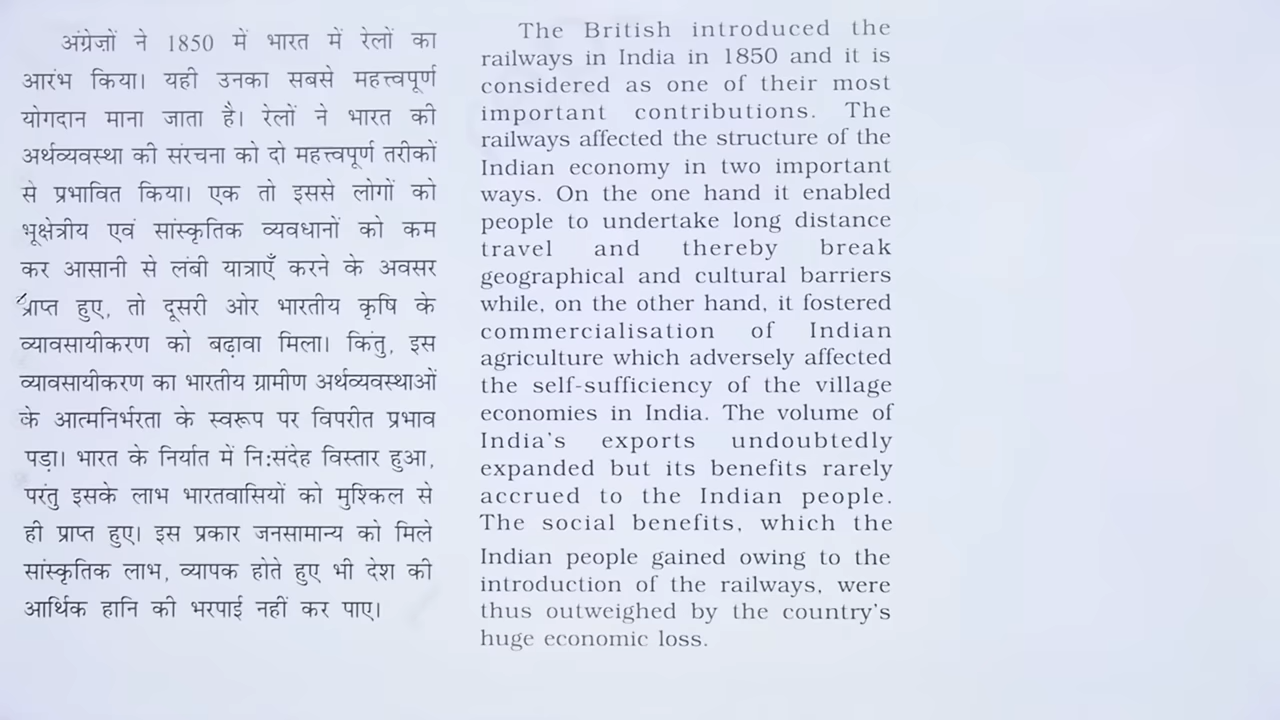 अंग्रेजों ने 1850 में भारत में रेलों का
आरंभ किया। यही उनका सबसे महत्त्वपूर्ण
योगदान माना जाता है। रेलों ने भारत की
अर्थव्यवस्था की संरचना को दो महत्त्वपूर्ण तरीकों
से प्रभावित किया। एक तो इससे लोगों को
भूक्षेत्रीय एवं सांस्कृतिक व्यवधानों को कम
कर आसानी से लंबी यात्राएँ करने के अवसर
प्राप्त हुए, तो दूसरी ओर भारतीय कृषि के
व्यावसायीकरण को बढ़ावा मिला। किंतु, इस
व्यावसायीकरण का भारतीय ग्रामीण अर्थव्यवस्थाओं
के आत्मनिर्भरता के स्वरूप पर विपरीत प्रभाव
पड़ा। भारत के निर्यात में नि:संदेह विस्तार हुआ,
परंतु इसके लाभ भारतवासियों को मुश्किल से
ही प्राप्त हुए। इस प्रकार जनसामान्य को मिले
सांस्कृतिक लाभ, व्यापक होते हुए भी देश की
आर्थिक हानि की भरपाई नहीं कर पाए।
The British introduced the
railways in India in 1850 and it is
considered as one of their most
important contributions. The
railways affected the structure of the
Indian economy in two important
ways. On the one hand it enabled
people to undertake long distance
travel and thereby break
geographical and cultural barriers
while, on the other hand, it fostered
commercialisation of Indian
agriculture which adversely affected
the self-sufficiency of the village
economies in India. The volume of
India's exports undoubtedly
expanded but its benefits rarely
accrued to the Indian people.
The social benefits, which the
Indian people gained owing to the
introduction of the railways, were
thus outweighed by the country's
huge economic loss.